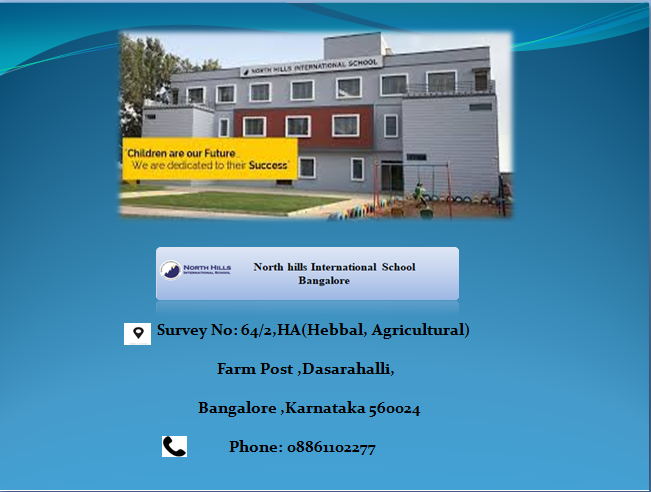 NORTH HILLS INTERNATIONAL SCHOOL
"Children are our Future
We are dedicated to their Success"
NORTH HILLS
INTERNATIONAL SCHOOL
North hills International School
Bangalore
Survey No: 64/2,HA(Hebbal, Agricultural)
Farm Post ,Dasarahalli,
Bangalore ,Karnataka 560024
Phone: 08861102277